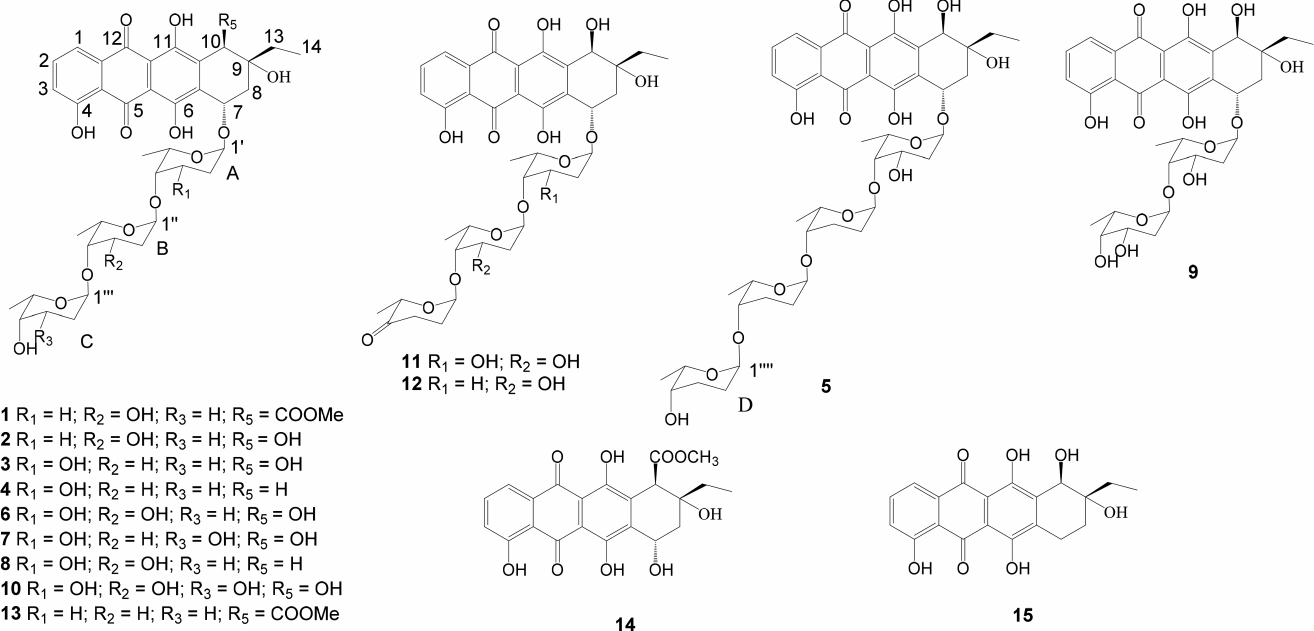 O OH R₅
1 12 11 10 13 14
2 9 OH
3 4 5 6 7 8
OH O OH O
O 1'
R₁ A
O
O 1''
R₂ B
O
O 1'''
R₃
OH C
1 R₁ = H; R₂ = OH; R₃ = H; R₅ = COOMe
2 R₁ = H; R₂ = OH; R₃ = H; R₅ = OH
3 R₁ = OH; R₂ = H; R₃ = H; R₅ = OH
4 R₁ = OH; R₂ = H; R₃ = H; R₅ = H
6 R₁ = OH; R₂ = OH; R₃ = H; R₅ = OH
7 R₁ = OH; R₂ = H; R₃ = OH; R₅ = OH
8 R₁ = OH; R₂ = OH; R₃ = H; R₅ = H
10 R₁ = OH; R₂ = OH; R₃ = OH; R₅ = OH
13 R₁ = H; R₂ = H; R₃ = H; R₅ = COOMe
O OH OH
OH
OH O OH O
O
R₁
O
O
R₂
O
O
O
11 R₁ = OH; R₂ = OH
12 R₁ = H; R₂ = OH
O OH OH
OH
OH O OH O
O
OH
O
O
O
O
O
O 1''''
D
OH
5
O OH OH
OH
OH O OH O
O
OH
O
O
OH OH
9
O OH COOCH₃
OH
OH O OH OH
14
O OH OH
OH
OH O OH
15